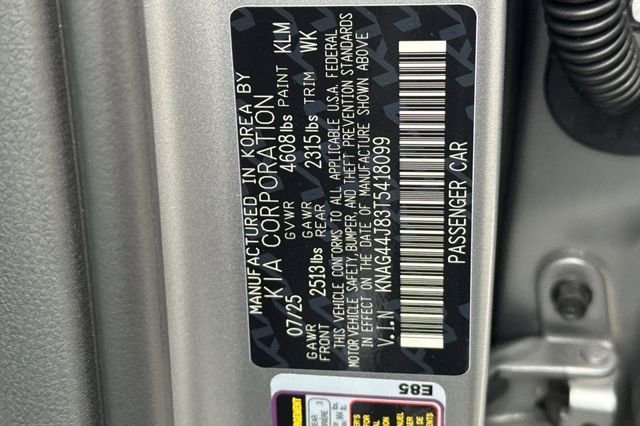 MANUFACTURED IN KOREA BY
KIA CORPORATION
07/25 GVWR 4608lbs PAINT KLM
GAWR FRONT 2513lbs GAWR REAR 2315lbs TRIM WK
THIS VEHICLE CONFORMS TO ALL APPLICABLE U.S.A. FEDERAL
MOTOR VEHICLE SAFETY, BUMPER, AND THEFT PREVENTION STANDARDS
IN EFFECT ON THE DATE OF MANUFACTURE SHOWN ABOVE
V.I.N KNAG44J83T5418099
PASSENGER CAR
E85